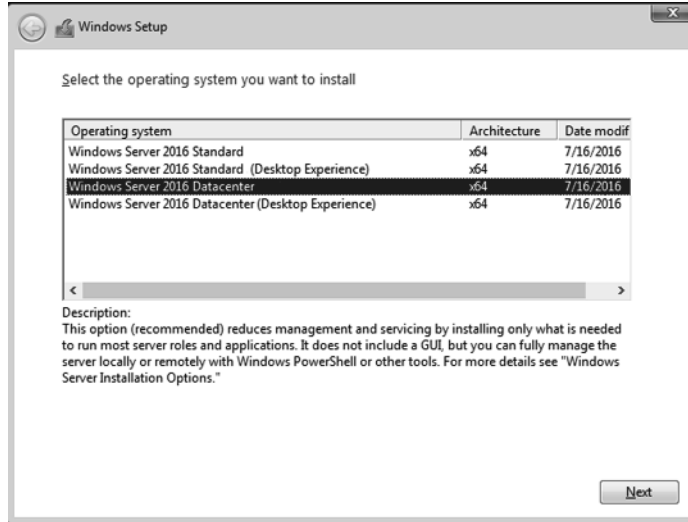 Windows Setup
Select the operating system you want to install
Operating system Architecture Date modif
Windows Server 2016 Standard x64 7/16/2016
Windows Server 2016 Standard (Desktop Experience) x64 7/16/2016
Windows Server 2016 Datacenter x64 7/16/2016
Windows Server 2016 Datacenter (Desktop Experience) x64 7/16/2016
Description:
This option (recommended) reduces management and servicing by installing only what is needed
to run most server roles and applications. It does not include a GUI, but you can fully manage the
server locally or remotely with Windows PowerShell or other tools. For more details see "Windows
Server Installation Options."
Next